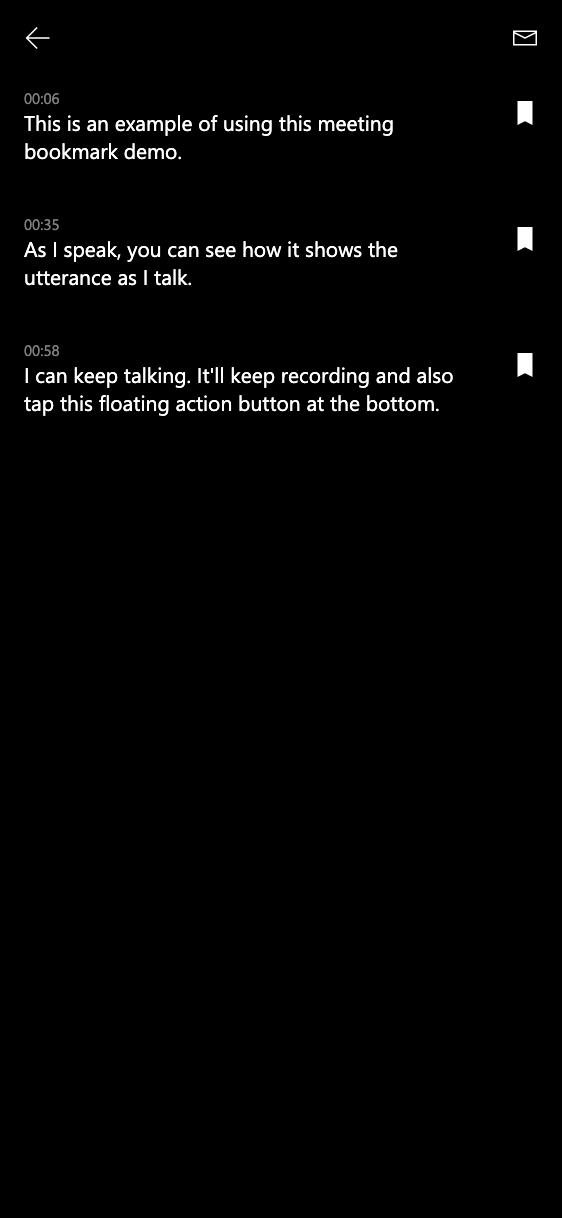 00:06
This is an example of using this meeting
bookmark demo.
00:35
As I speak, you can see how it shows the
utterance as I talk.
00:58
I can keep talking. It'll keep recording and also
tap this floating action button at the bottom.